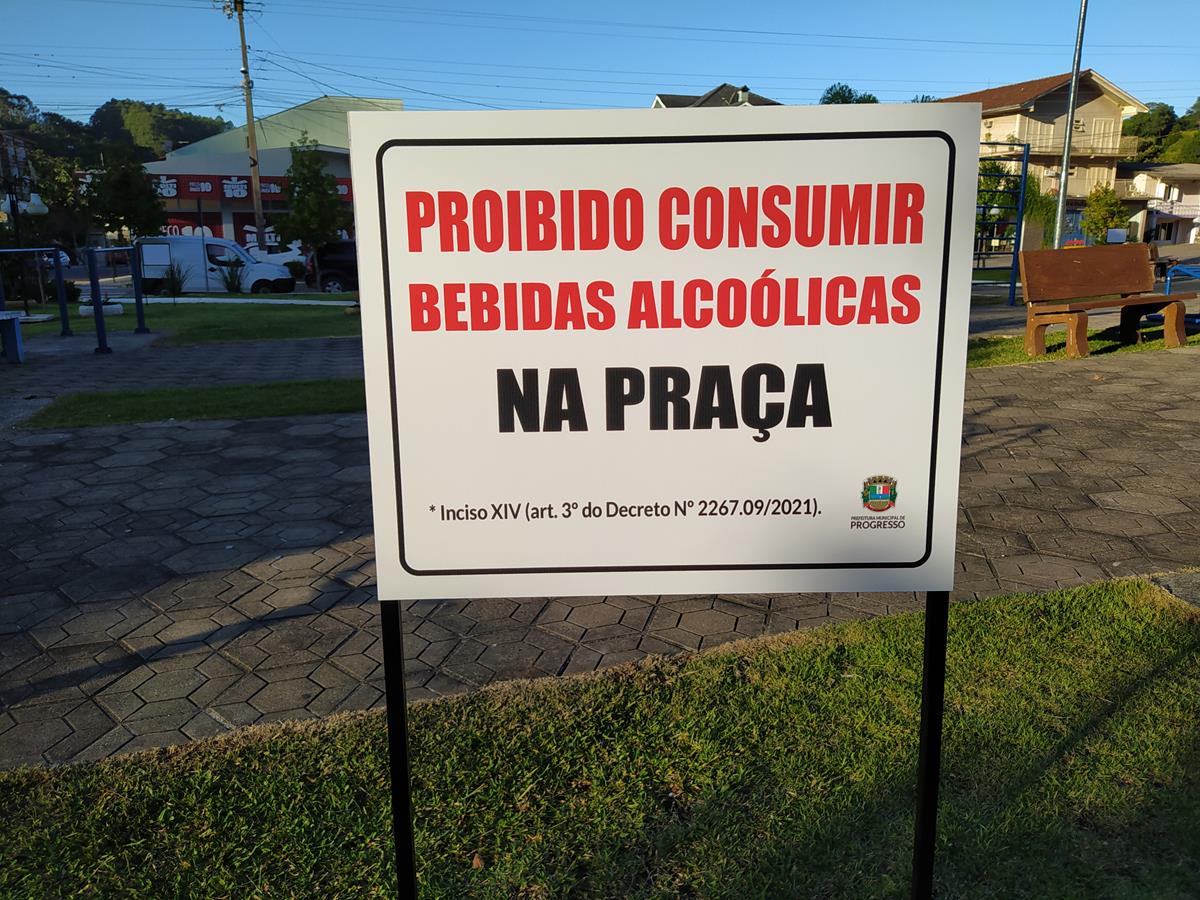 PROIBIDO CONSUMIR
BEBIDAS ALCOÓLICAS
NA PRAÇA
* Inciso XIV (art. 3º do Decreto Nº 2267.09/2021).
PREFEITURA MUNICIPAL DE
PROGRESSO